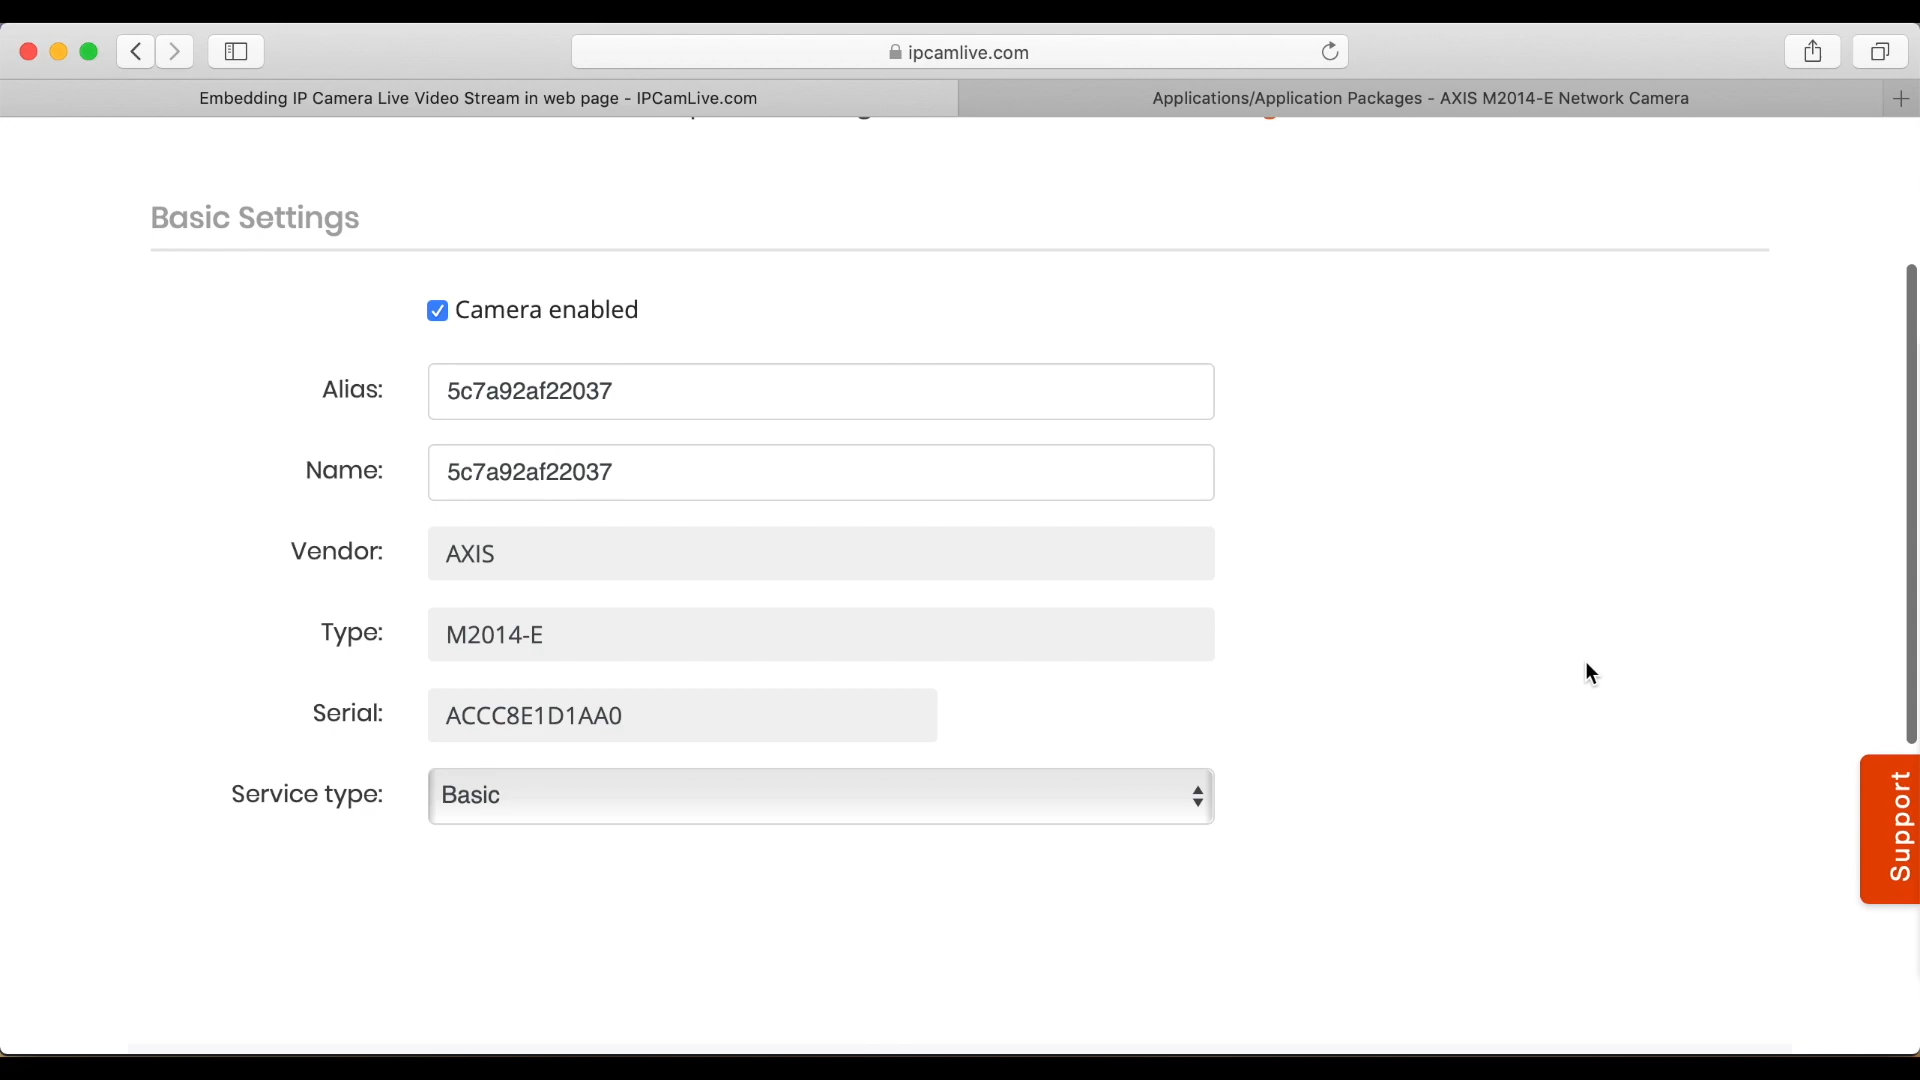 ipcamlive.com
Embedding IP Camera Live Video Stream in web page - IPCamLive.com
Applications/Application Packages - AXIS M2014-E Network Camera
Basic Settings
Camera enabled
Alias: 5c7a92af22037
Name: 5c7a92af22037
Vendor: AXIS
Type: M2014-E
Serial: ACCC8E1D1AA0
Service type: Basic
Support